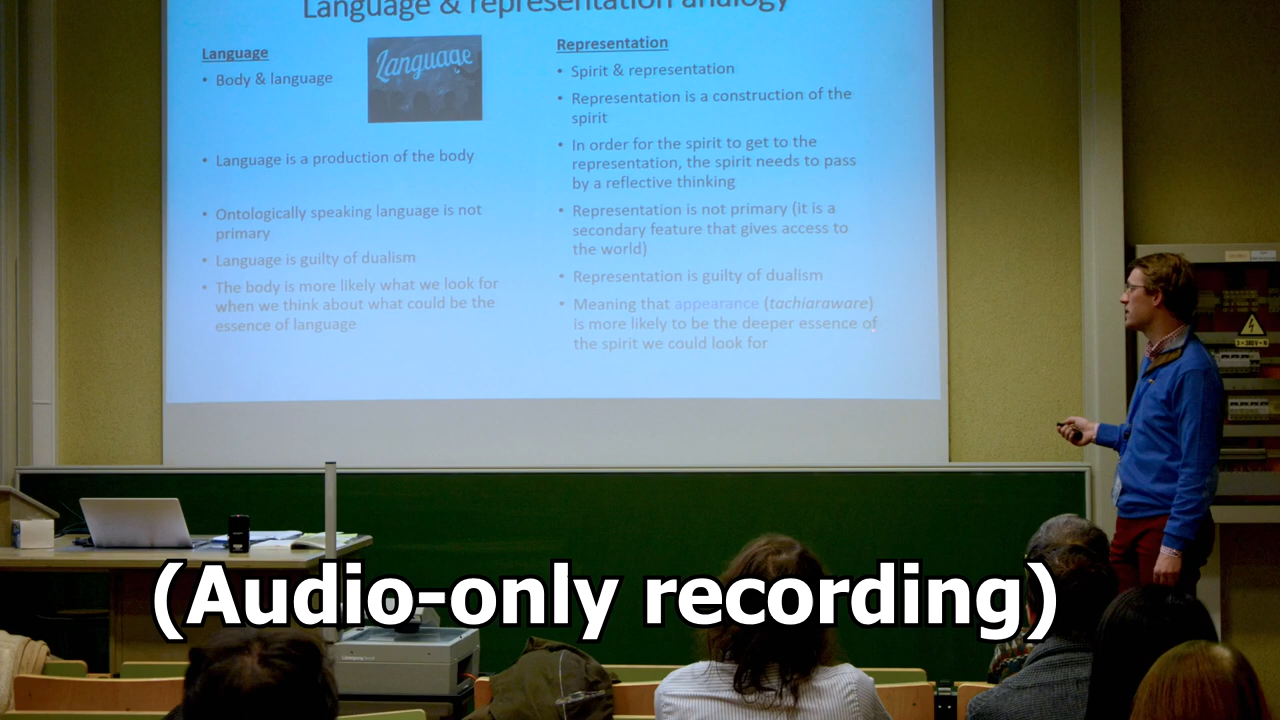 Language & representation analogy
Language
• Body & language
Language
• Language is a production of the body
• Ontologically speaking language is not
primary
• Language is guilty of dualism
• The body is more likely what we look for
when we think about what could be the
essence of language
Representation
• Spirit & representation
• Representation is a construction of the
spirit
• In order for the spirit to get to the
representation, the spirit needs to pass
by a reflective thinking
• Representation is not primary (it is a
secondary feature that gives access to
the world)
• Representation is guilty of dualism
• Meaning that appearance (tachiaraware)
is more likely to be the deeper essence of
the spirit we could look for
(Audio-only recording)